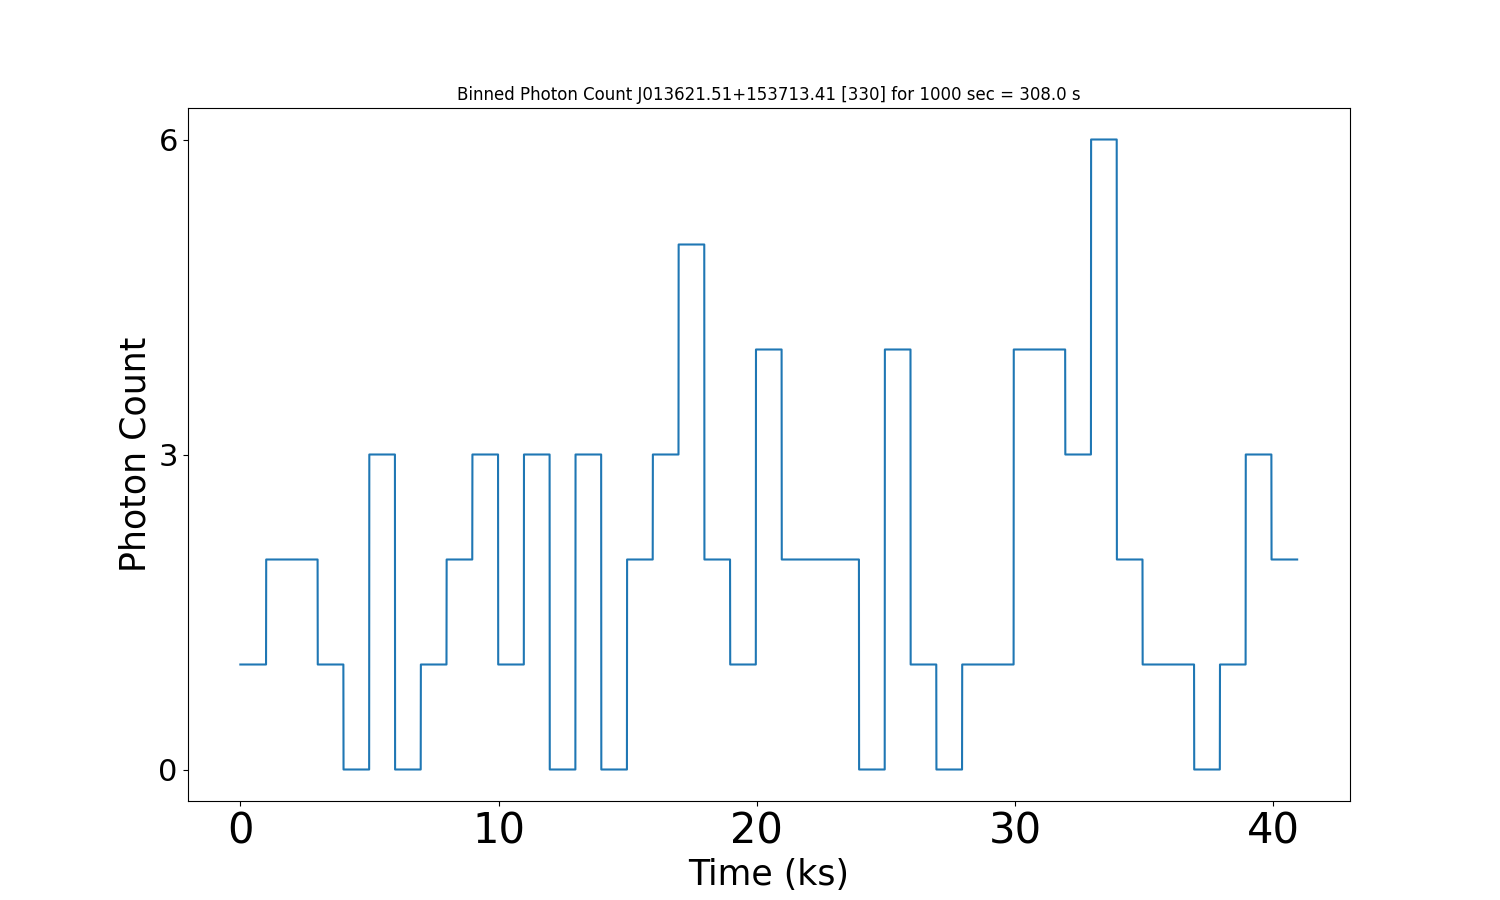 Binned Photon Count J013621.51+153713.41 [330] for 1000 sec = 308.0 s
6
3
0
Photon Count
0 10 20 30 40
Time (ks)